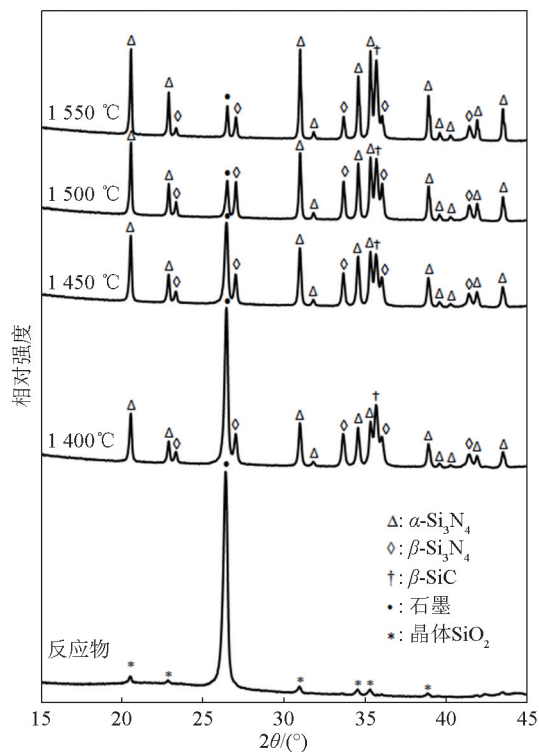 1 550 ℃
1 500 ℃
1 450 ℃
1 400℃
反应物
Δ: α-Si₃N₄
◊: β-Si₃N₄
†: β-SiC
•: 石墨
*: 晶体SiO₂
相对强度
15 20 25 30 35 40 45
2θ/(°)